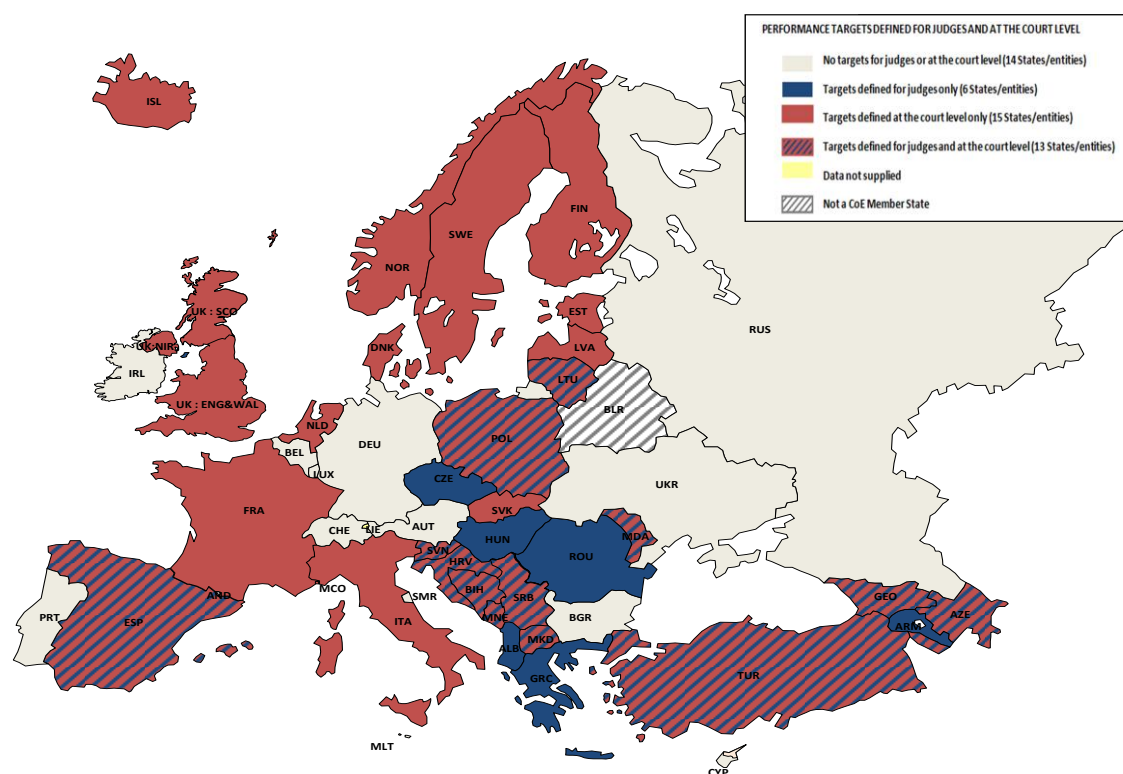 PERFORMANCE TARGETS DEFINED FOR JUDGES AND AT THE COURT LEVEL
No targets for judges or at the court level (14 States/entities)
Targets defined for judges only (6 States/entities)
Targets defined at the court level only (15 States/entities)
Targets defined for judges and at the court level (13 States/entities)
Data not supplied
Not a CoE Member State
ISL
FIN
SWE
NOR
UK : SCO
EST
RUS
UK:NIR
DNK
LVA
IRL
LTU
UK : ENG&WAL
BLR
NLD
POL
DEU
BEL
LUX
CZE
UKR
FRA
SVK
CHE
LIE
AUT
HUN
MDA
SVN
ROU
HRV
MCO
BIH
SRB
GEO
AND
SMR
PRT
ESP
ITA
MNE
BGR
ARM
AZE
MKD
ALB
GRC
TUR
MLT
CYP